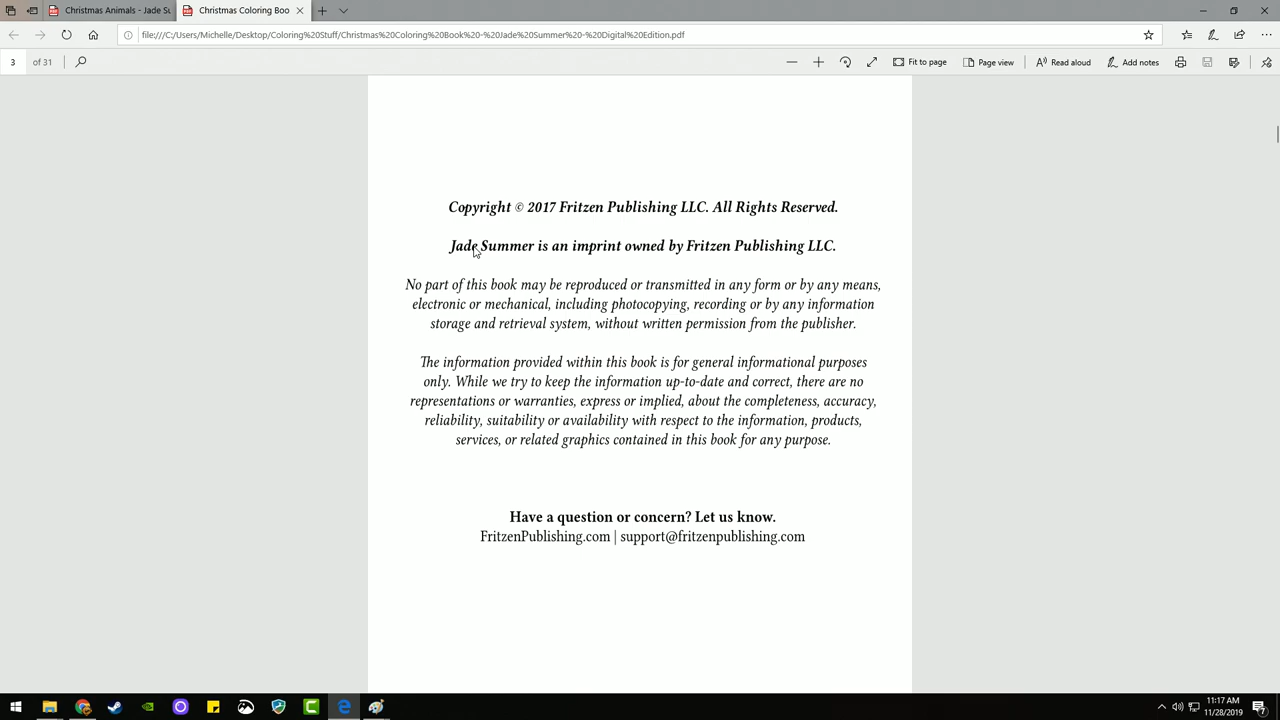 Christmas Animals - Jade Su
Christmas Coloring Boo
file:///C:/Users/Michelle/Desktop/Coloring%20Stuff/Christmas%20Coloring%20Book%20-%20Jade%20Summer%20-%20Digital%20Edition.pdf
3 of 31
Fit to page
Page view
Read aloud
Add notes
Copyright © 2017 Fritzen Publishing LLC. All Rights Reserved.
Jade Summer is an imprint owned by Fritzen Publishing LLC.
No part of this book may be reproduced or transmitted in any form or by any means,
electronic or mechanical, including photocopying, recording or by any information
storage and retrieval system, without written permission from the publisher.
The information provided within this book is for general informational purposes
only. While we try to keep the information up-to-date and correct, there are no
representations or warranties, express or implied, about the completeness, accuracy,
reliability, suitability or availability with respect to the information, products,
services, or related graphics contained in this book for any purpose.
Have a question or concern? Let us know.
FritzenPublishing.com | support@fritzenpublishing.com
11:17 AM
11/28/2019